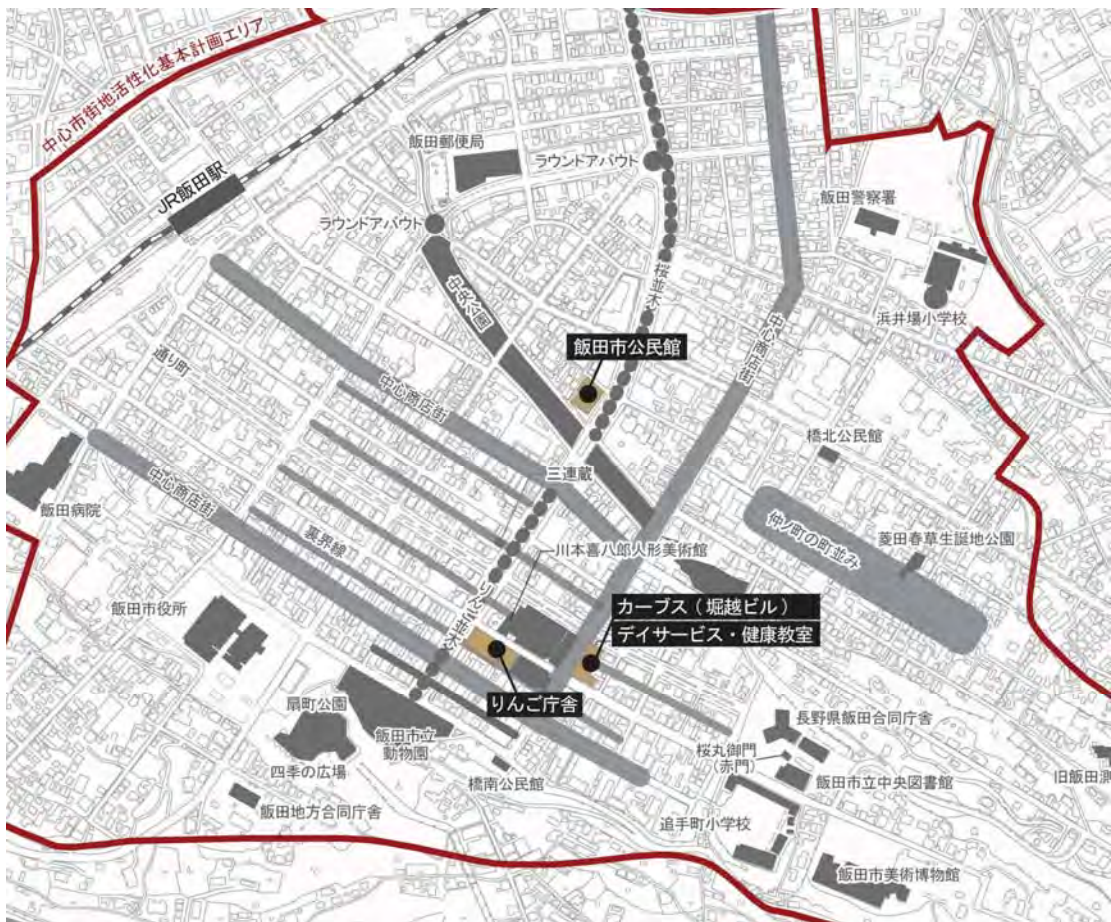 中心市街地活性化基本計画エリア
JR飯田駅
飯田郵便局
ラウンドアバウト
ラウンドアバウト
飯田警察署
浜井場小学校
桜並木
中央公園
中心商店街
飯田市公民館
通り町
中心商店街
橋北公民館
三連蔵
中心商店街
飯田病院
裏界線
川本喜八郎人形美術館
仲ノ町の町並み
菱田春草生誕地公園
りんご並木
カーブス（堀越ビル）
デイサービス・健康教室
飯田市役所
りんご庁舎
扇町公園
飯田市立
動物園
四季の広場
橋南公民館
飯田地方合同庁舎
長野県飯田合同庁舎
桜丸御門
（赤門）
飯田市立中央図書館
旧飯田測
追手町小学校
飯田市美術博物館